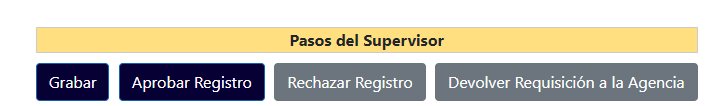 Pasos del Supervisor
Grabar Aprobar Registro Rechazar Registro Devolver Requisición a la Agencia